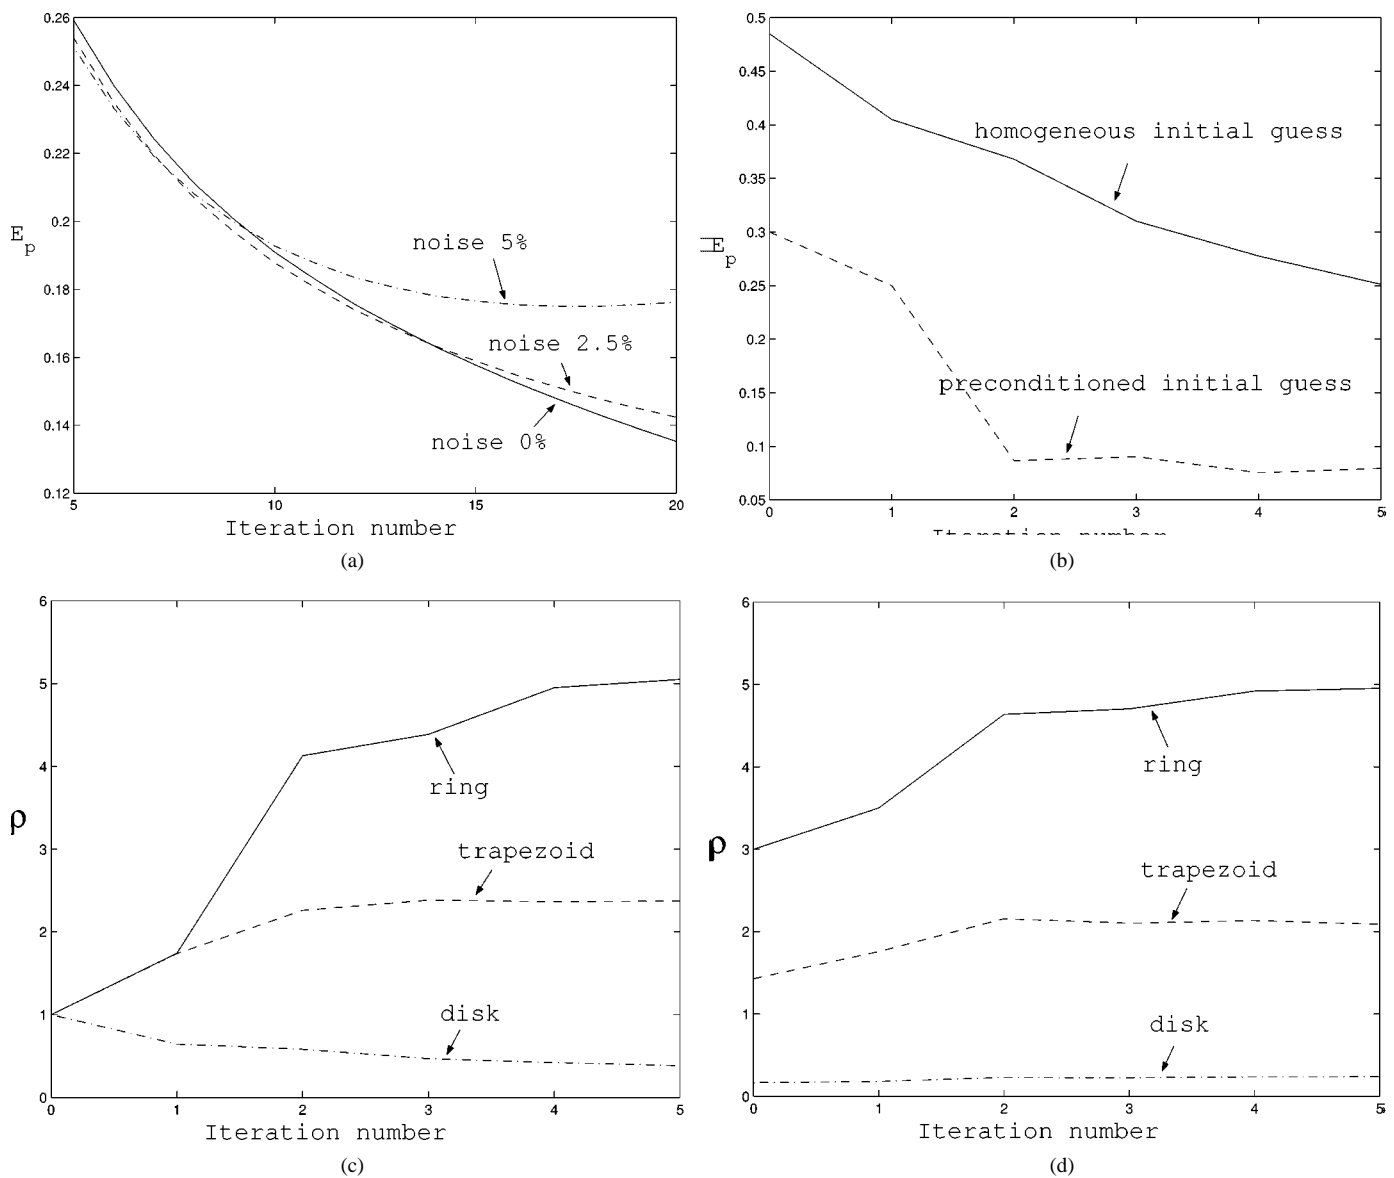 0.26
0.24
0.22
0.2
0.18
0.16
0.14
0.12
E_p
noise 5%
noise 2.5%
noise 0%
5 10 15 20
Iteration number
(a)
0.5
0.45
0.4
0.35
0.3
0.25
0.2
0.15
0.1
0.05
E_p
homogeneous initial guess
preconditioned initial guess
0 1 2 3 4 5
Iteration number
(b)
6
5
4
3
2
1
0
ρ
ring
trapezoid
disk
0 1 2 3 4 5
Iteration number
(c)
6
5
4
3
2
1
0
ρ
ring
trapezoid
disk
0 1 2 3 4 5
Iteration number
(d)